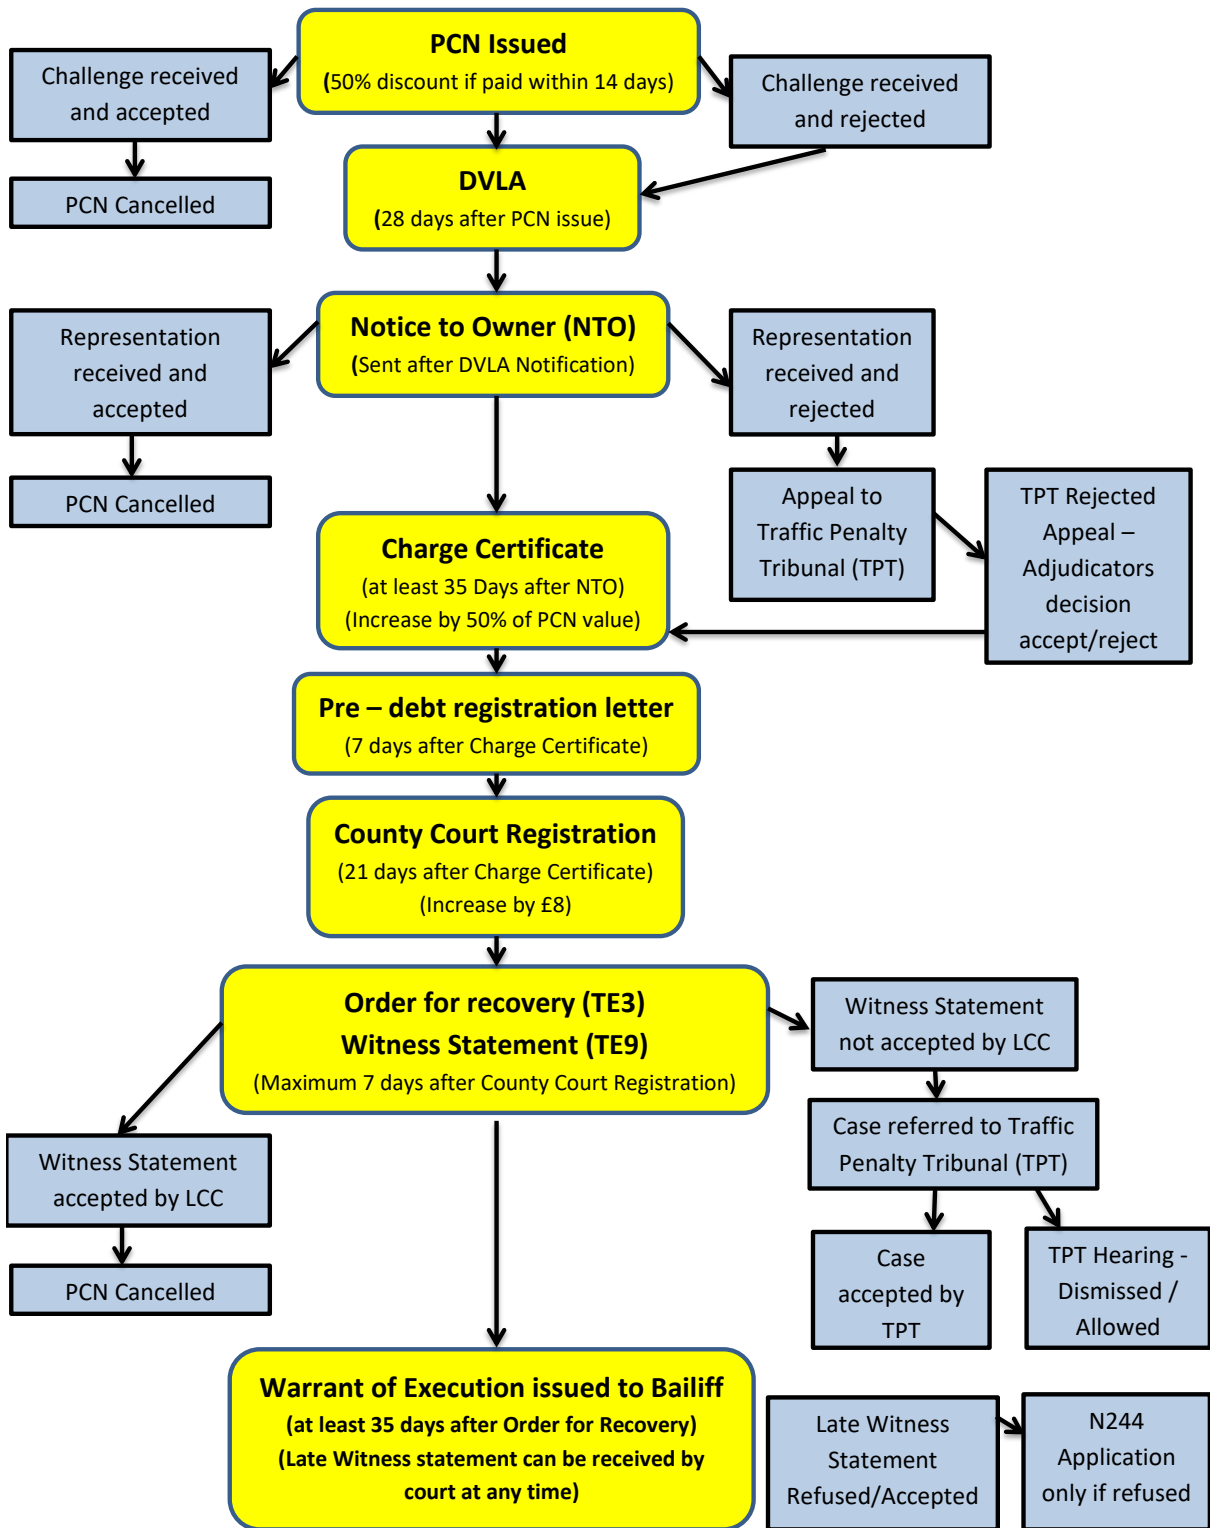 PCN Issued
(50% discount if paid within 14 days)
Challenge received
and accepted
Challenge received
and rejected
PCN Cancelled
DVLA
(28 days after PCN issue)
Notice to Owner (NTO)
(Sent after DVLA Notification)
Representation
received and
accepted
Representation
received and
rejected
PCN Cancelled
Appeal to
Traffic Penalty
Tribunal (TPT)
TPT Rejected
Appeal –
Adjudicators
decision
accept/reject
Charge Certificate
(at least 35 Days after NTO)
(Increase by 50% of PCN value)
Pre – debt registration letter
(7 days after Charge Certificate)
County Court Registration
(21 days after Charge Certificate)
(Increase by £8)
Order for recovery (TE3)
Witness Statement (TE9)
(Maximum 7 days after County Court Registration)
Witness Statement
not accepted by LCC
Case referred to Traffic
Penalty Tribunal (TPT)
Witness Statement
accepted by LCC
PCN Cancelled
Case
accepted by
TPT
TPT Hearing -
Dismissed /
Allowed
Warrant of Execution issued to Bailiff
(at least 35 days after Order for Recovery)
(Late Witness statement can be received by
court at any time)
Late Witness
Statement
Refused/Accepted
N244
Application
only if refused